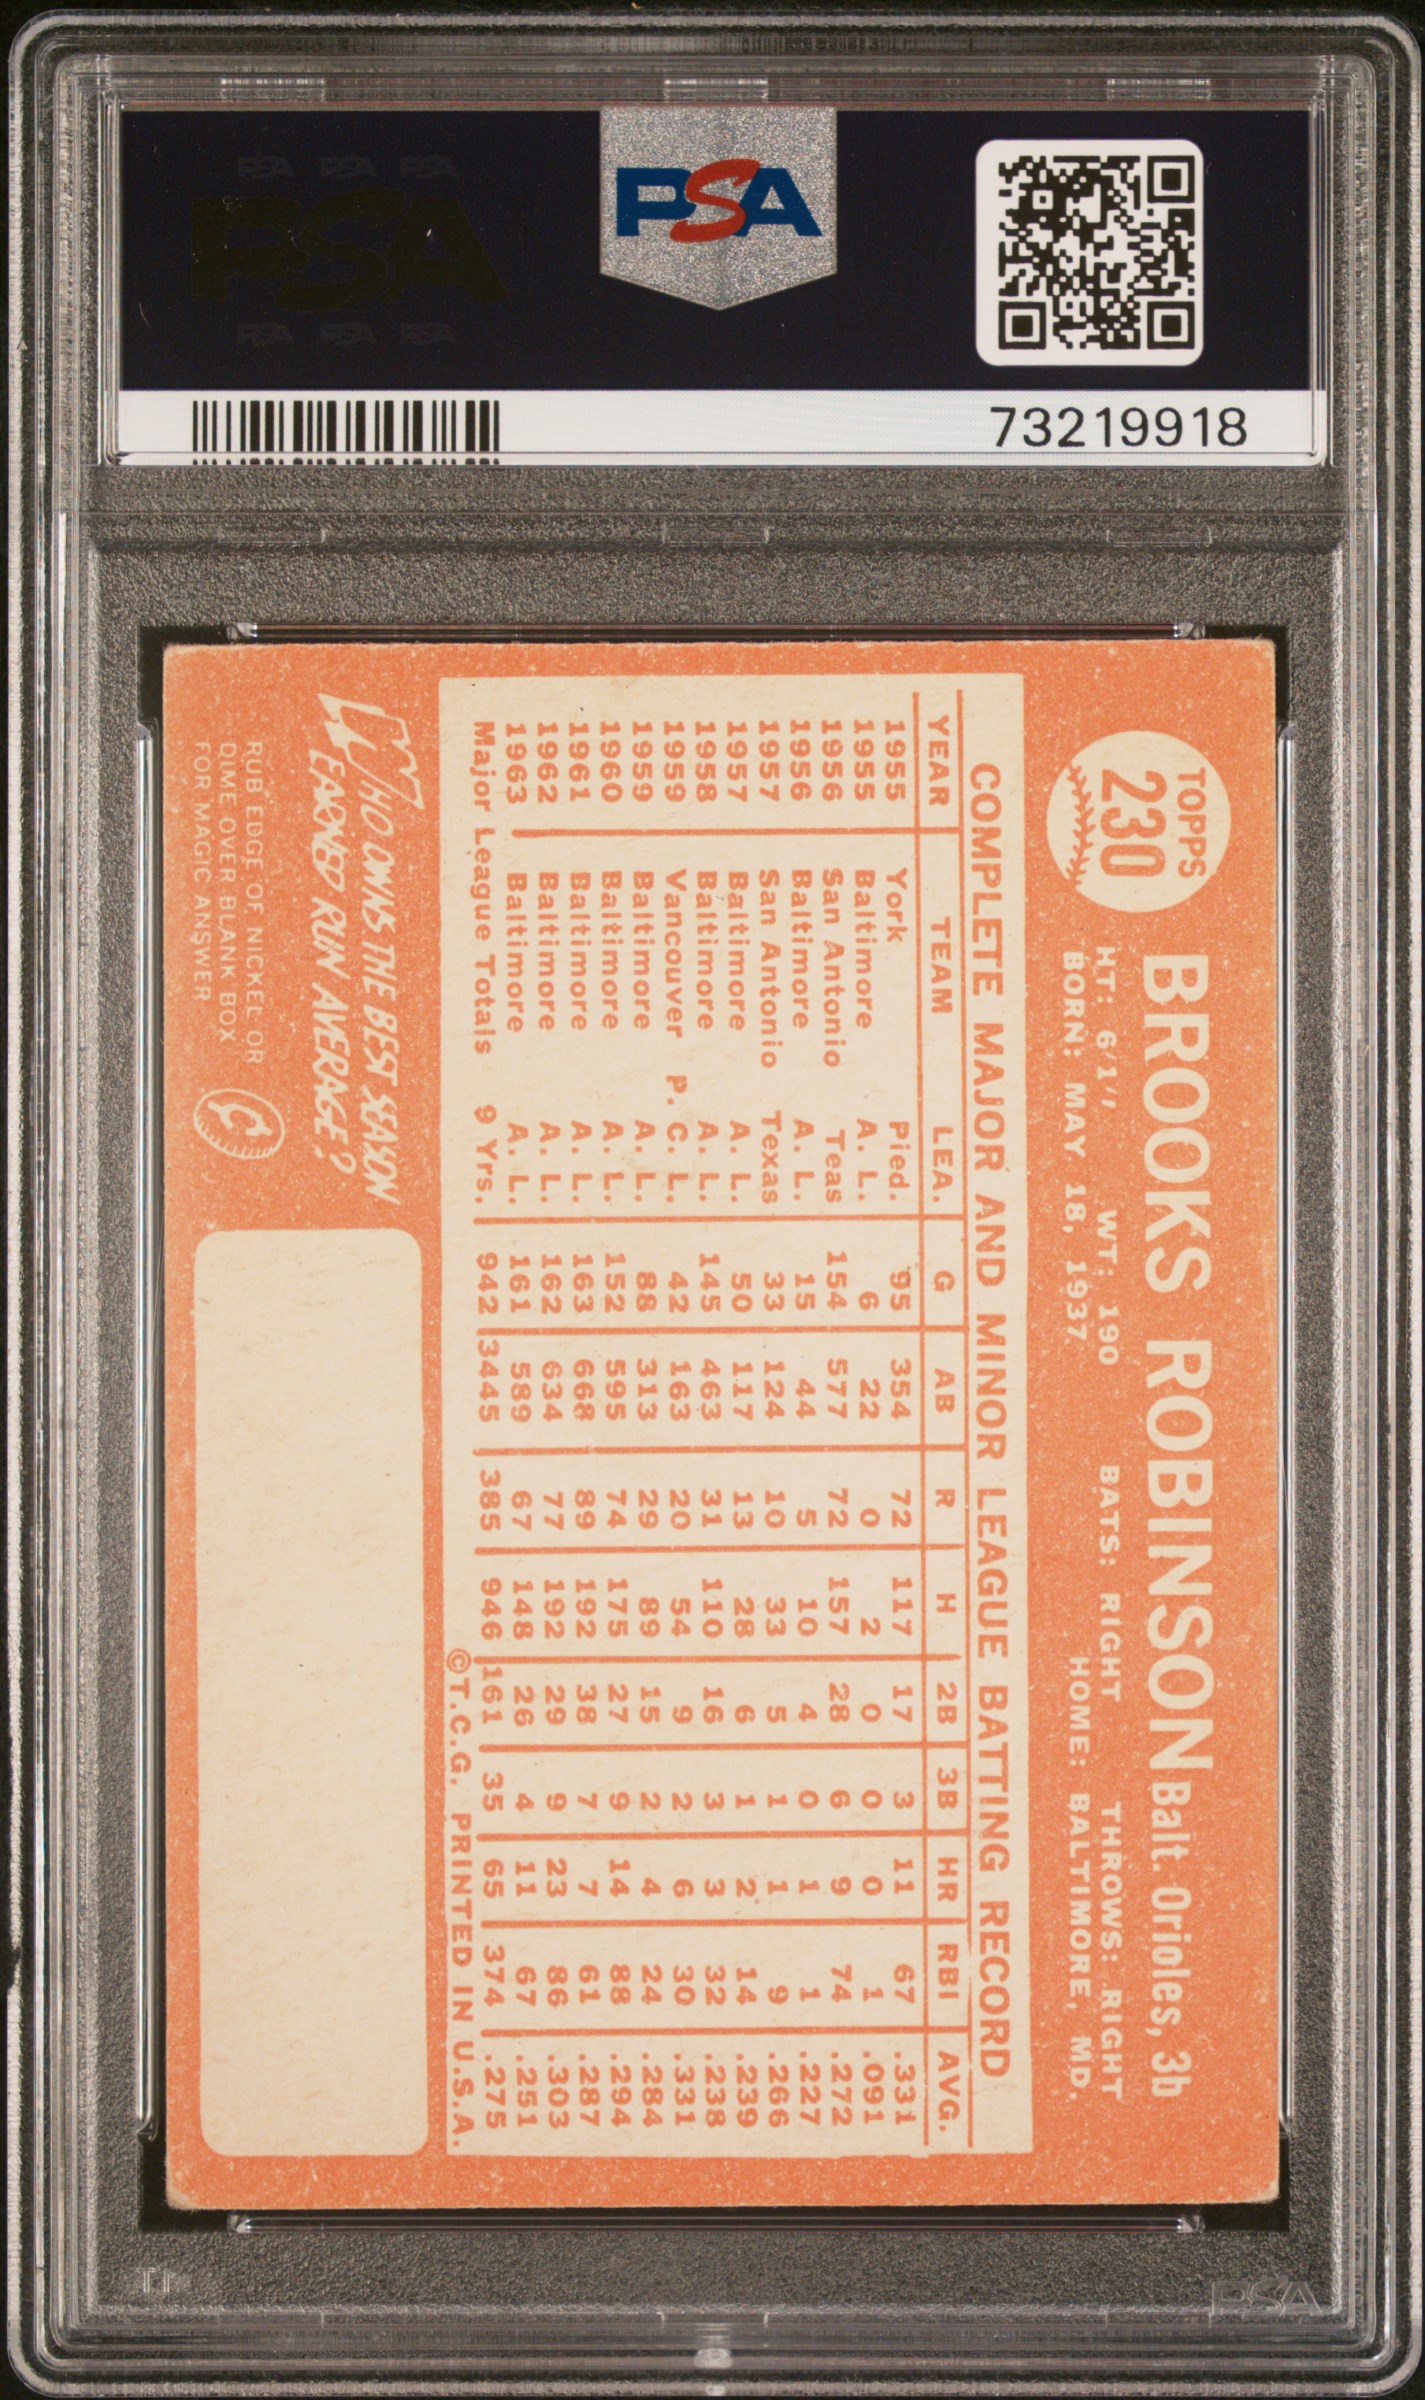 PSA PSA PSA
PSA
PSA PSA PSA
PSA
73219918
TOPPS
230
BROOKS ROBINSON Balt. Orioles, 3b
HT: 6'1" WT: 190 BATS: RIGHT THROWS: RIGHT
BORN: MAY 18, 1937 HOME: BALTIMORE, MD.
COMPLETE MAJOR AND MINOR LEAGUE BATTING RECORD
YEAR TEAM LEA. G AB R H 2B 3B HR RBI AVG.
1955 York Pied. 95 354 72 117 17 3 11 67 .331
1955 Baltimore A. L. 6 22 0 2 0 0 0 1 .091
1956 San Antonio Teas 154 577 72 157 28 6 9 74 .272
1956 Baltimore A. L. 15 44 5 10 4 0 1 1 .227
1957 San Antonio Texas 33 124 10 33 5 1 1 9 .266
1957 Baltimore A. L. 50 117 13 28 6 1 2 14 .239
1958 Baltimore A. L. 145 463 31 110 16 3 3 32 .238
1959 Vancouver P. C. L. 42 163 20 54 9 2 6 30 .331
1959 Baltimore A. L. 88 313 29 89 15 2 4 24 .284
1960 Baltimore A. L. 152 595 74 175 27 9 14 88 .294
1961 Baltimore A. L. 163 668 89 192 38 7 7 61 .287
1962 Baltimore A. L. 162 634 77 192 29 9 23 86 .303
1963 Baltimore A. L. 161 589 67 148 26 4 11 67 .251
Major League Totals 9 Yrs. 942 3445 385 946 161 35 65 374 .275
©T.C.G. PRINTED IN U.S.A.
WHO OWNS THE BEST SEASON
EARNED RUN AVERAGE?
RUB EDGE OF NICKEL OR
DIME OVER BLANK BOX
FOR MAGIC ANSWER
PSA